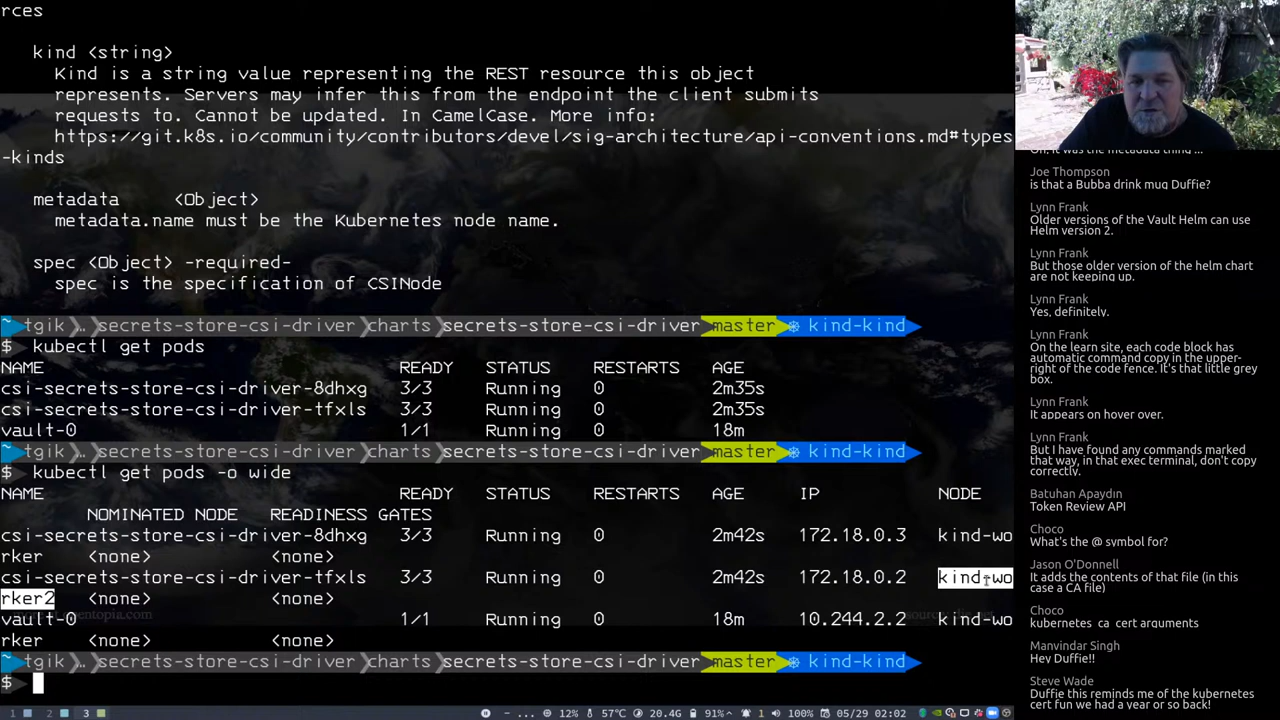 rces
kind <string>
Kind is a string value representing the REST resource this object
represents. Servers may infer this from the endpoint the client submits
requests to. Cannot be updated. In CamelCase. More info:
https://git.k8s.io/community/contributors/devel/sig-architecture/api-conventions.md#types
-kinds
metadata <Object>
metadata.name must be the Kubernetes node name.
spec <Object> -required-
spec is the specification of CSINode
~ tgik … secrets-store-csi-driver charts secrets-store-csi-driver master ⎈ kind-kind
$ kubectl get pods
NAME READY STATUS RESTARTS AGE
csi-secrets-store-csi-driver-8dhxg 3/3 Running 0 2m35s
csi-secrets-store-csi-driver-tfxls 3/3 Running 0 2m35s
vault-0 1/1 Running 0 18m
~ tgik … secrets-store-csi-driver charts secrets-store-csi-driver master ⎈ kind-kind
$ kubectl get pods -o wide
NAME READY STATUS RESTARTS AGE IP NODE
NOMINATED NODE READINESS GATES
csi-secrets-store-csi-driver-8dhxg 3/3 Running 0 2m42s 172.18.0.3 kind-wo
rker <none> <none>
csi-secrets-store-csi-driver-tfxls 3/3 Running 0 2m42s 172.18.0.2 kind-wo
rker2 <none> <none>
vault-0 1/1 Running 0 18m 10.244.2.2 kind-wo
rker <none> <none>
~ tgik … secrets-store-csi-driver charts secrets-store-csi-driver master ⎈ kind-kind
$
1 2 3 - ... 12% 57°C 20.4G 91% 1 100% 05/29 02:02
Oh, it was the metadata thing ...
Joe Thompson
is that a Bubba drink mug Duffie?
Lynn Frank
Older versions of the Vault Helm can use
Helm version 2.
Lynn Frank
But those older version of the helm chart
are not keeping up.
Lynn Frank
Yes, definitely.
Lynn Frank
On the learn site, each code block has
automatic command copy in the upper-
right of the code fence. It's that little grey
box.
Lynn Frank
It appears on hover over.
Lynn Frank
But I have found any commands marked
that way, in that exec terminal, don't copy
correctly.
Batuhan Apaydın
Token Review API
Choco
What's the @ symbol for?
Jason O'Donnell
It adds the contents of that file (in this
case a CA file)
Choco
kubernetes ca cert arguments
Manvindar Singh
Hey Duffie!!
Steve Wade
Duffie this reminds me of the kubernetes
cert fun we had a year or so back!